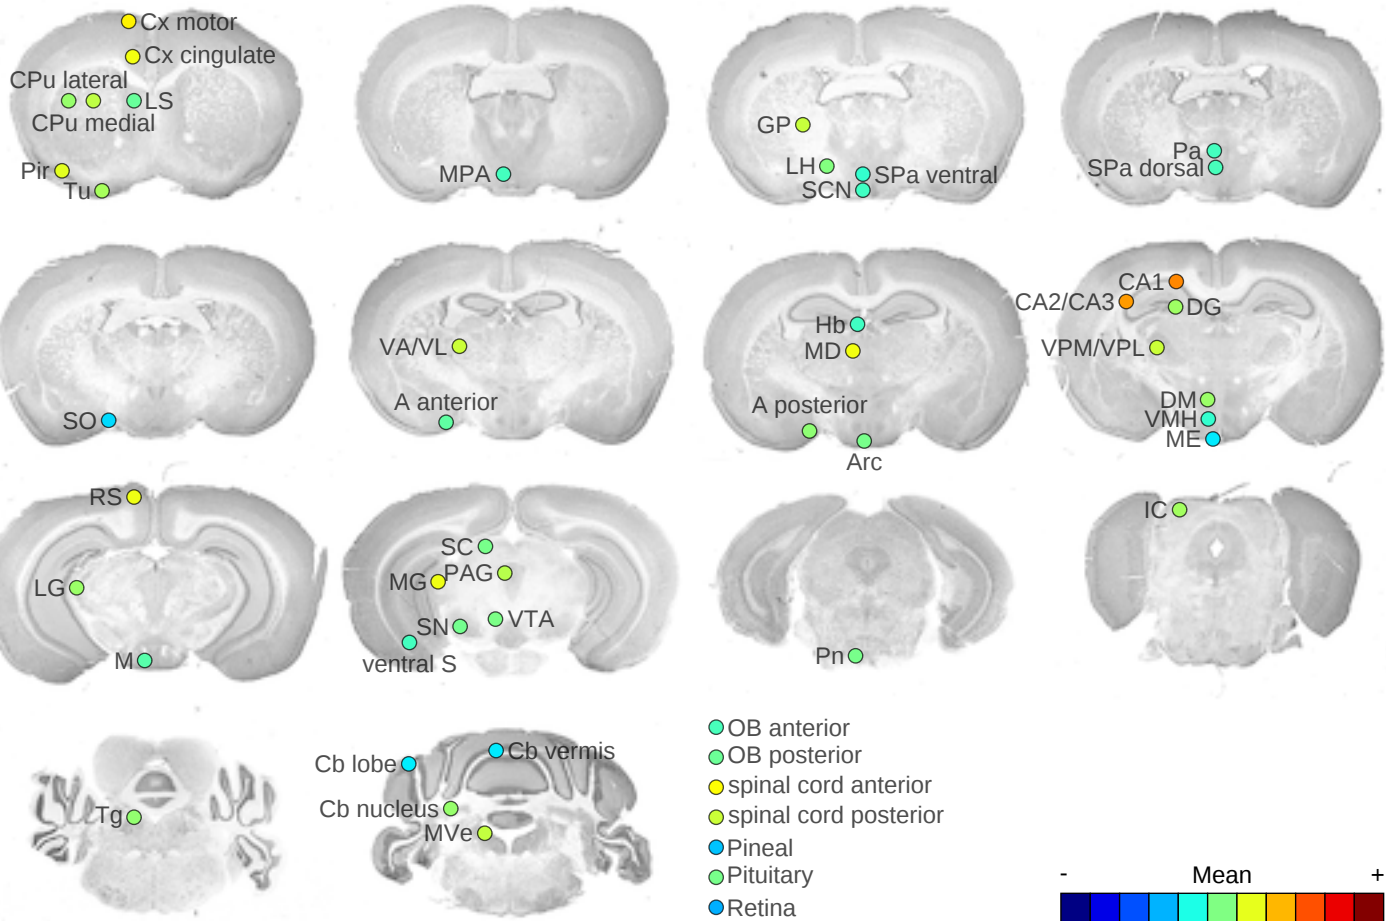 Cx motor
Cx cingulate
CPu lateral
LS
CPu medial
Pir
Tu
MPA
GP
LH
SPa ventral
SCN
Pa
SPa dorsal
SO
VA/VL
A anterior
Hb
MD
A posterior
Arc
CA1
CA2/CA3
DG
VPM/VPL
DM
VMH
ME
RS
LG
M
SC
MG
PAG
SN
VTA
ventral S
Pn
IC
Tg
Cb lobe
Cb vermis
Cb nucleus
MVe
OB anterior
OB posterior
spinal cord anterior
spinal cord posterior
Pineal
Pituitary
Retina
- Mean +